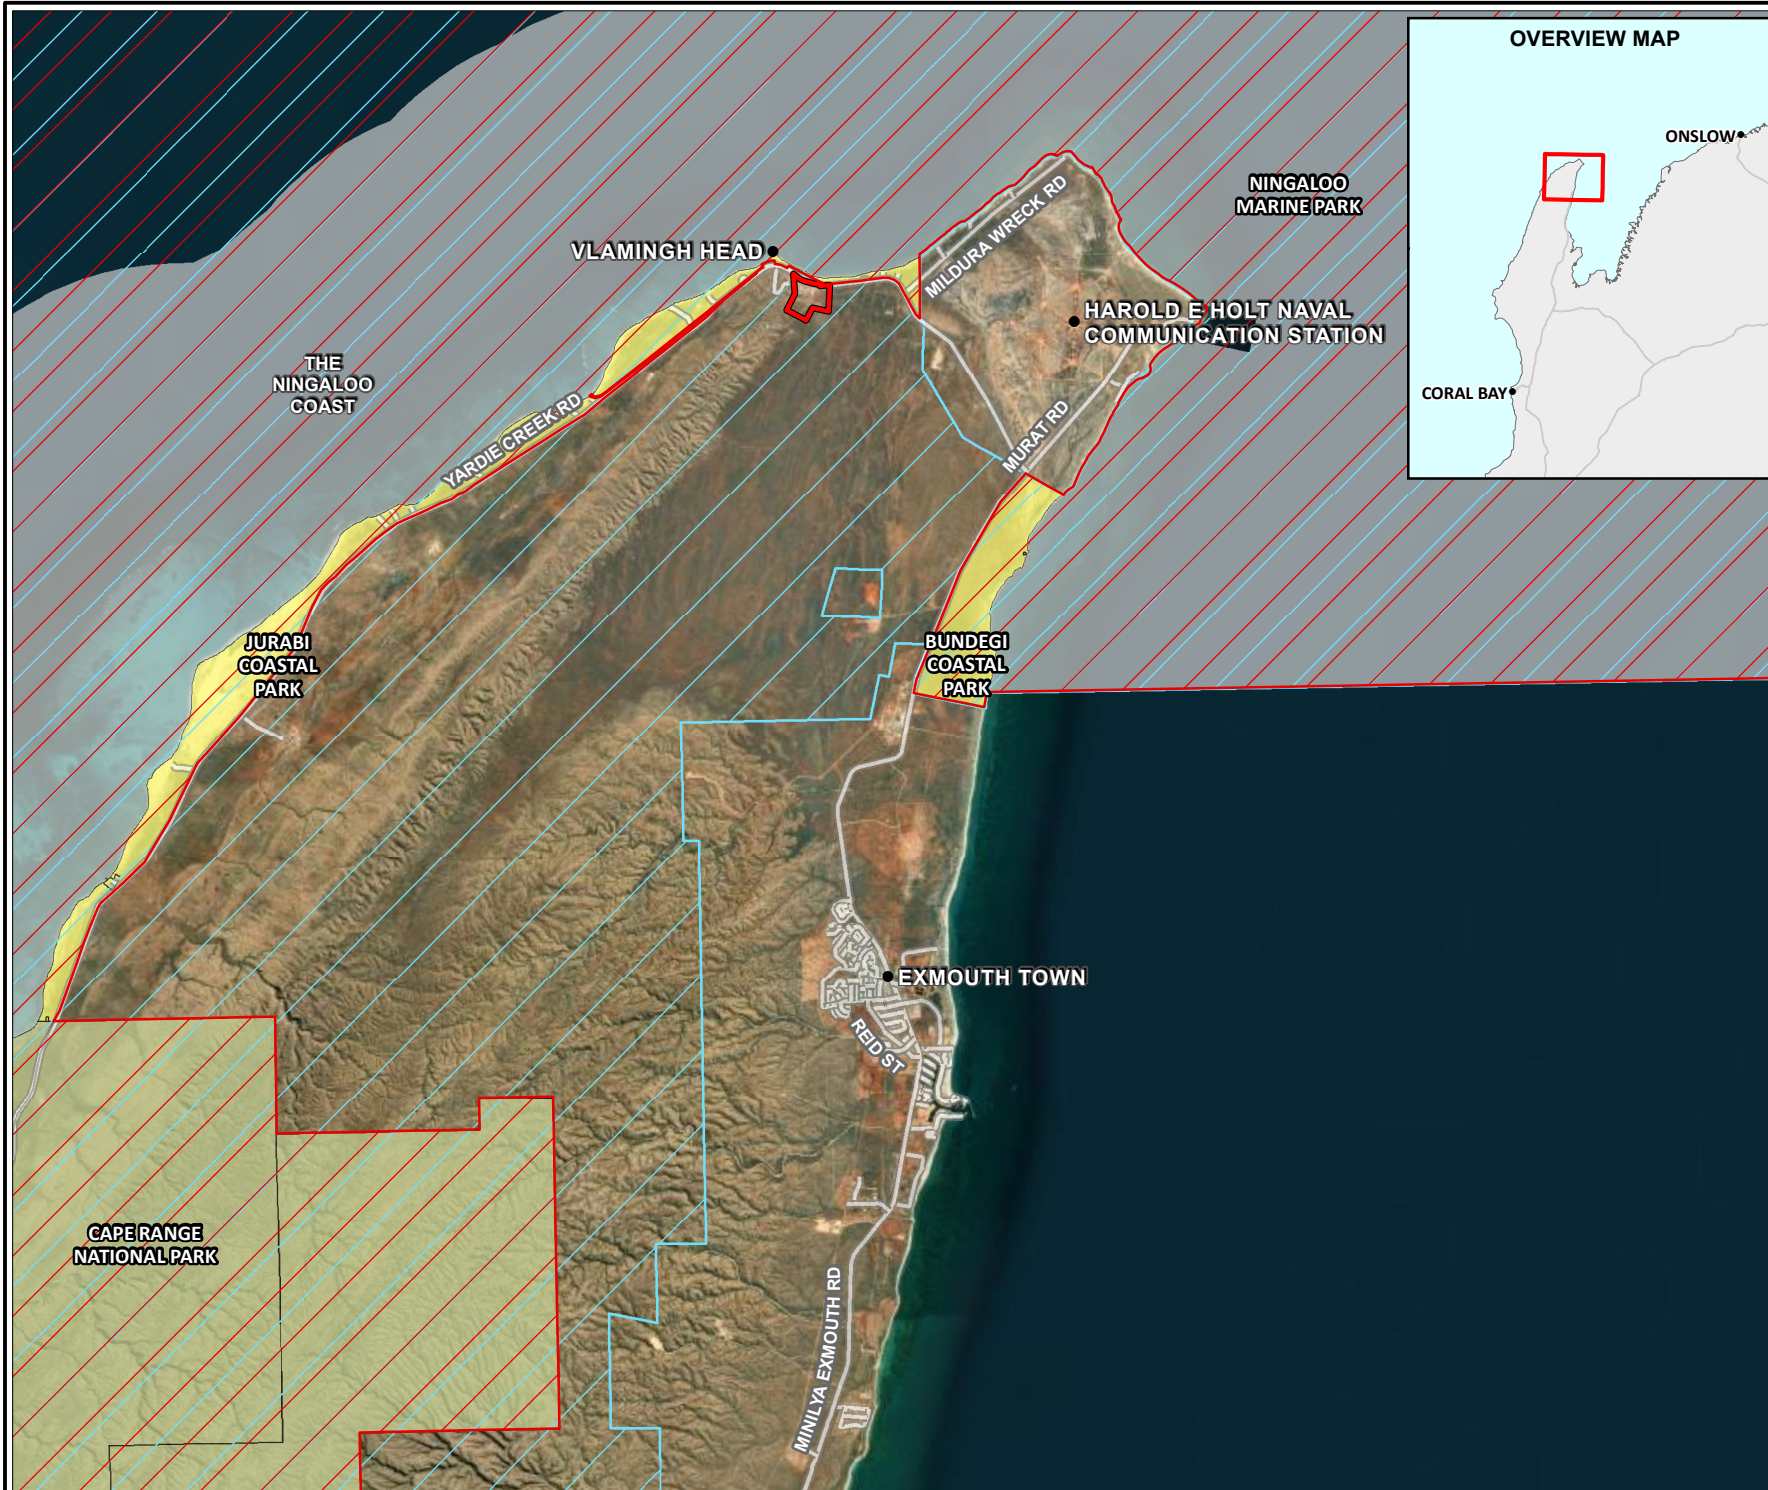 OVERVIEW MAP
ONSLOW
CORAL BAY
NINGALOO
MARINE PARK
MILDURA WRECK RD
VLAMINGH HEAD
HAROLD E HOLT NAVAL
COMMUNICATION STATION
THE
NINGALOO
COAST
YARDIE CREEK RD
MURAT RD
JURABI
COASTAL
PARK
BUNDEGI
COASTAL
PARK
EXMOUTH TOWN
REID ST
CAPE RANGE
NATIONAL PARK
MINILYA EXMOUTH RD